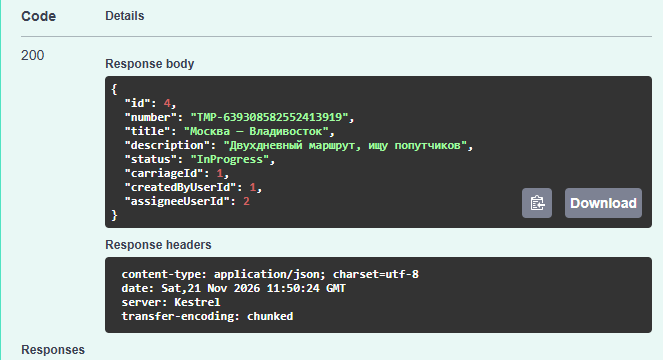 Code Details
200
Response body
{
  "id": 4,
  "number": "TMP-639308582552413919",
  "title": "Москва — Владивосток",
  "description": "Двухдневный маршрут, ищу попутчиков",
  "status": "InProgress",
  "carriageId": 1,
  "createdByUserId": 1,
  "assigneeUserId": 2
}
Download
Response headers
content-type: application/json; charset=utf-8
date: Sat,21 Nov 2026 11:50:24 GMT
server: Kestrel
transfer-encoding: chunked
Responses